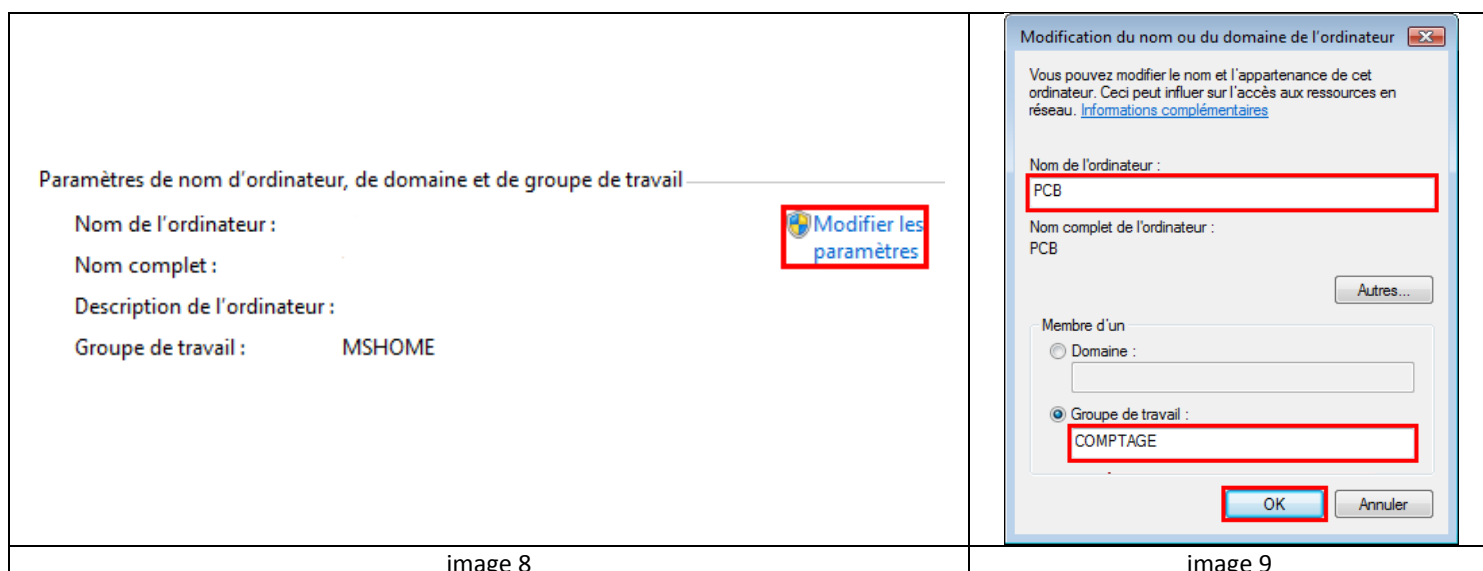 Paramètres de nom d'ordinateur, de domaine et de groupe de travail
Nom de l'ordinateur :
Modifier les
paramètres
Nom complet :
Description de l'ordinateur :
Groupe de travail : MSHOME
image 8
Modification du nom ou du domaine de l'ordinateur
Vous pouvez modifier le nom et l'appartenance de cet
ordinateur. Ceci peut influer sur l'accès aux ressources en
réseau. Informations complémentaires
Nom de l'ordinateur :
PCB
Nom complet de l'ordinateur :
PCB
Autres...
Membre d'un
Domaine :
Groupe de travail :
COMPTAGE
OK Annuler
image 9